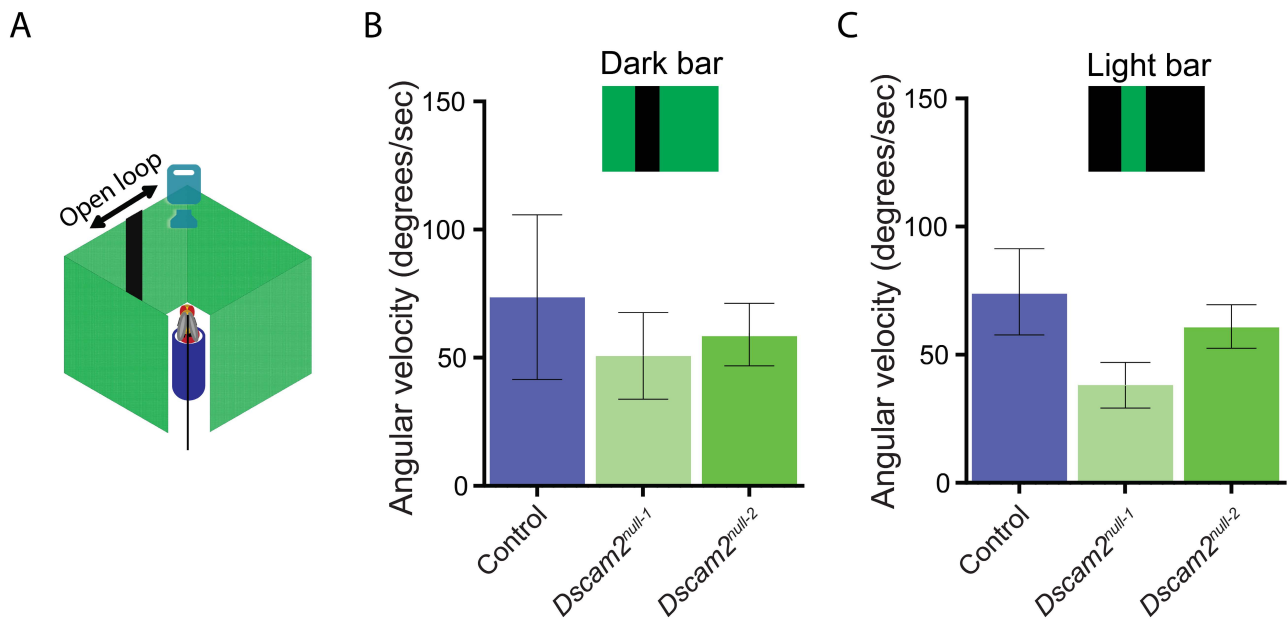 A
Open loop
B
Dark bar
Angular velocity (degrees/sec)
150
100
50
0
Control
Dscam2null-1
Dscam2null-2
C
Light bar
Angular velocity (degrees/sec)
150
100
50
0
Control
Dscam2null-1
Dscam2null-2